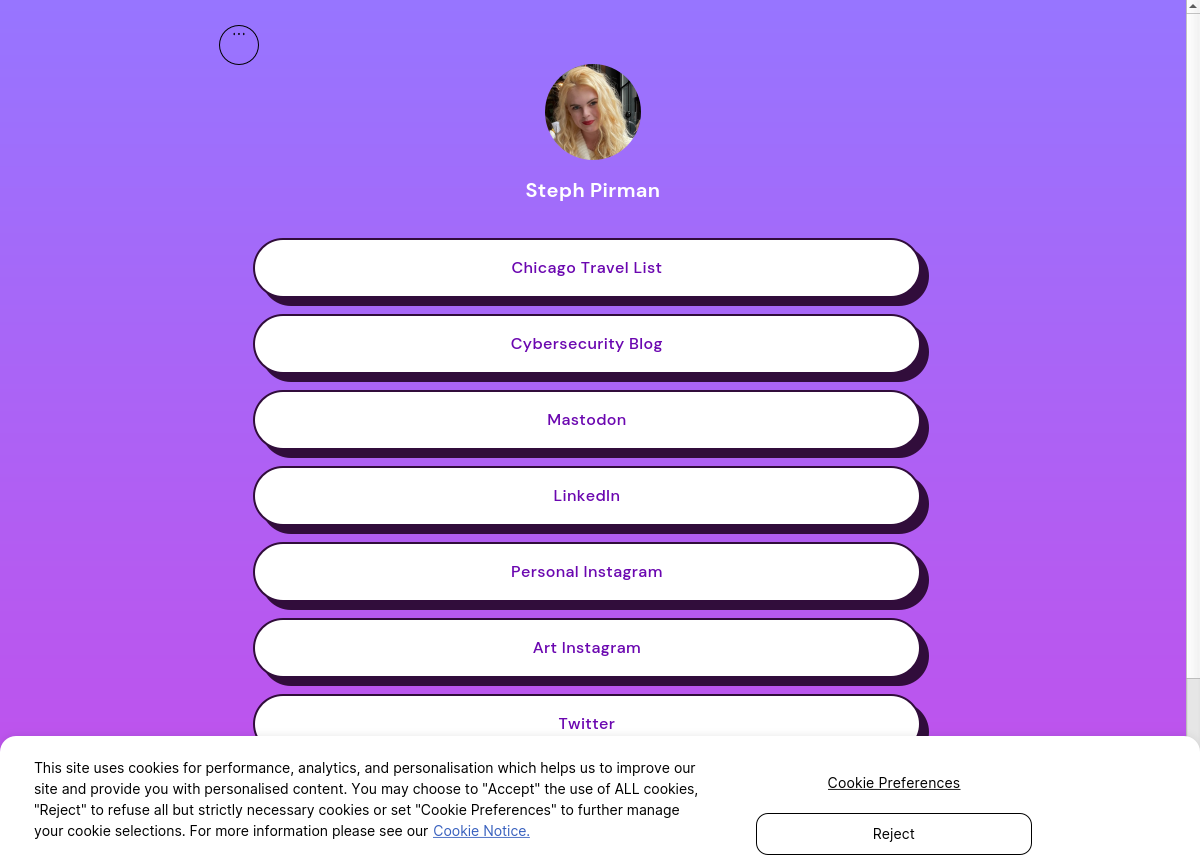 Steph Pirman
Chicago Travel List
Cybersecurity Blog
Mastodon
LinkedIn
Personal Instagram
Art Instagram
Twitter
This site uses cookies for performance, analytics, and personalisation which helps us to improve our
site and provide you with personalised content. You may choose to "Accept" the use of ALL cookies,
"Reject" to refuse all but strictly necessary cookies or set "Cookie Preferences" to further manage
your cookie selections. For more information please see our Cookie Notice.
Cookie Preferences
Reject